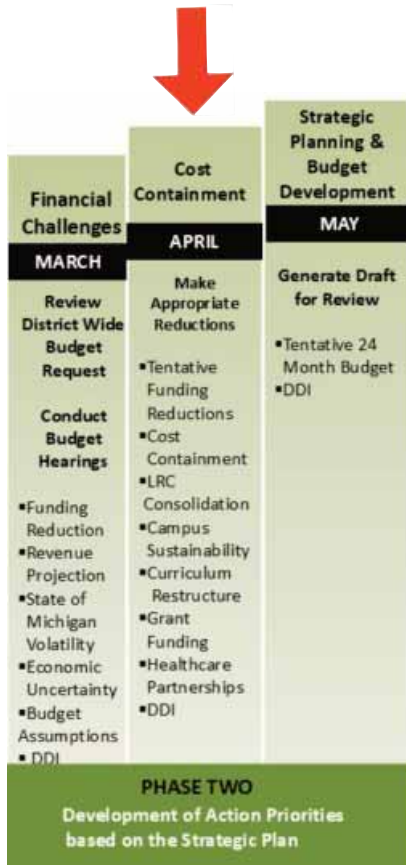 Financial
Challenges
MARCH
Review
District Wide
Budget
Request
Conduct
Budget
Hearings
▪Funding
Reduction
▪Revenue
Projection
▪State of
Michigan
Volatility
▪Economic
Uncertainty
▪Budget
Assumptions
▪ DDI
Cost
Containment
APRIL
Make
Appropriate
Reductions
▪Tentative
Funding
Reductions
▪Cost
Containment
▪LRC
Consolidation
▪Campus
Sustainability
▪Curriculum
Restructure
▪Grant
Funding
▪Healthcare
Partnerships
▪DDI
Strategic
Planning &
Budget
Development
MAY
Generate Draft
for Review
▪Tentative 24
Month Budget
▪DDI
PHASE TWO
Development of Action Priorities
based on the Strategic Plan